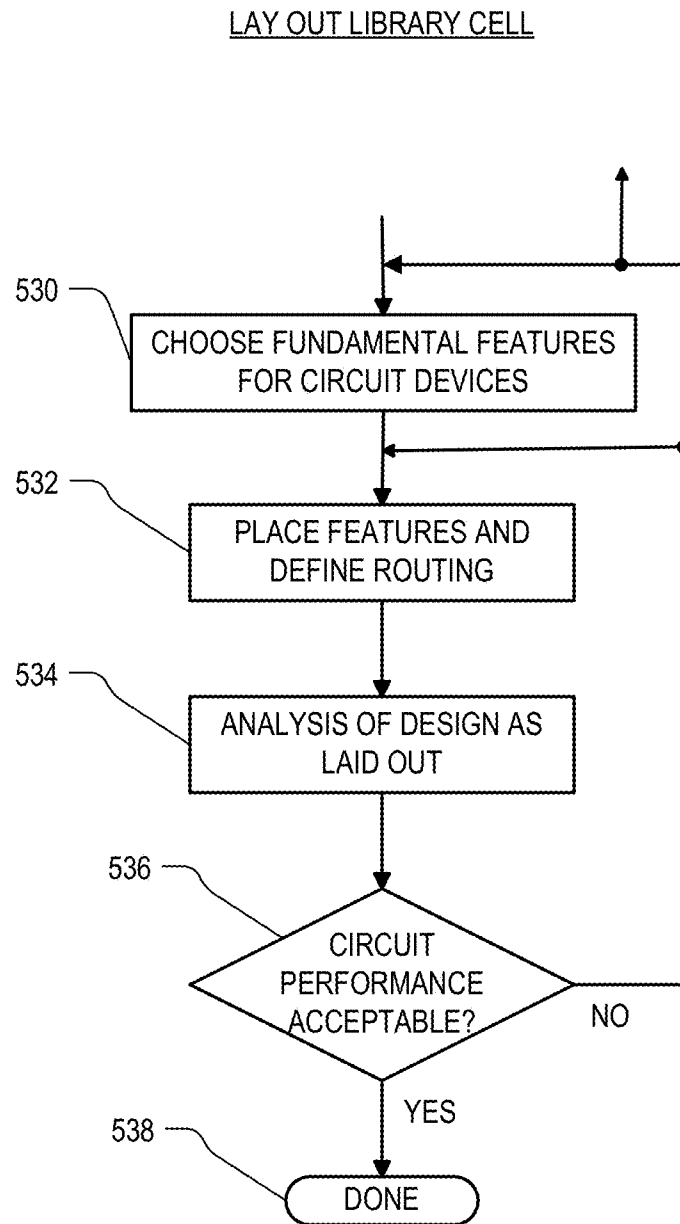 LAY OUT LIBRARY CELL
530
CHOOSE FUNDAMENTAL FEATURES
FOR CIRCUIT DEVICES
532
PLACE FEATURES AND
DEFINE ROUTING
534
ANALYSIS OF DESIGN AS
LAID OUT
536
CIRCUIT
PERFORMANCE
ACCEPTABLE?
NO
YES
538
DONE